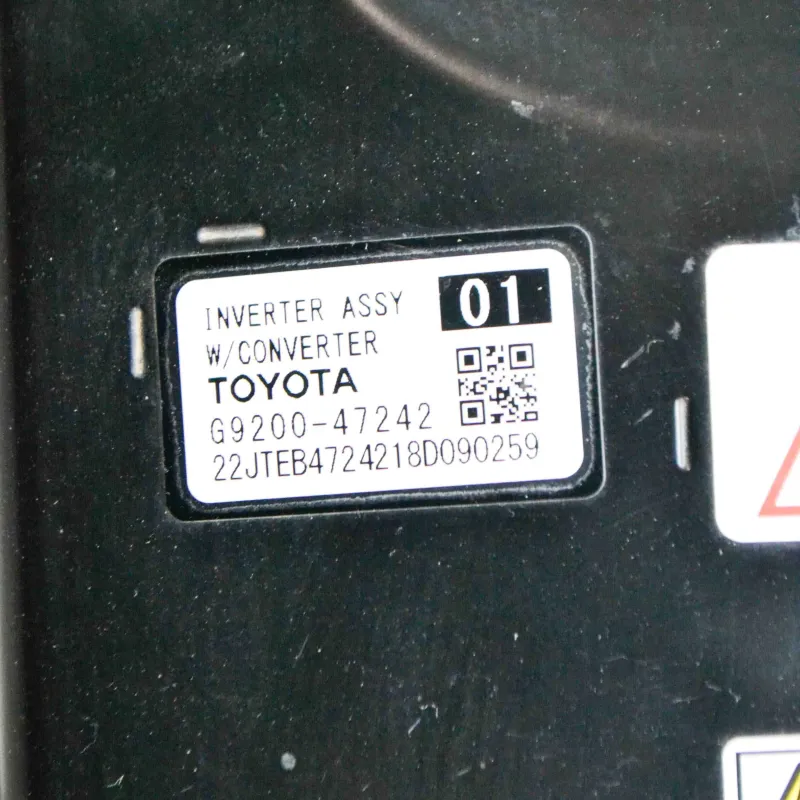 INVERTER ASSY 01
W/CONVERTER
TOYOTA
G9200-47242
22JTEB4724218D090259